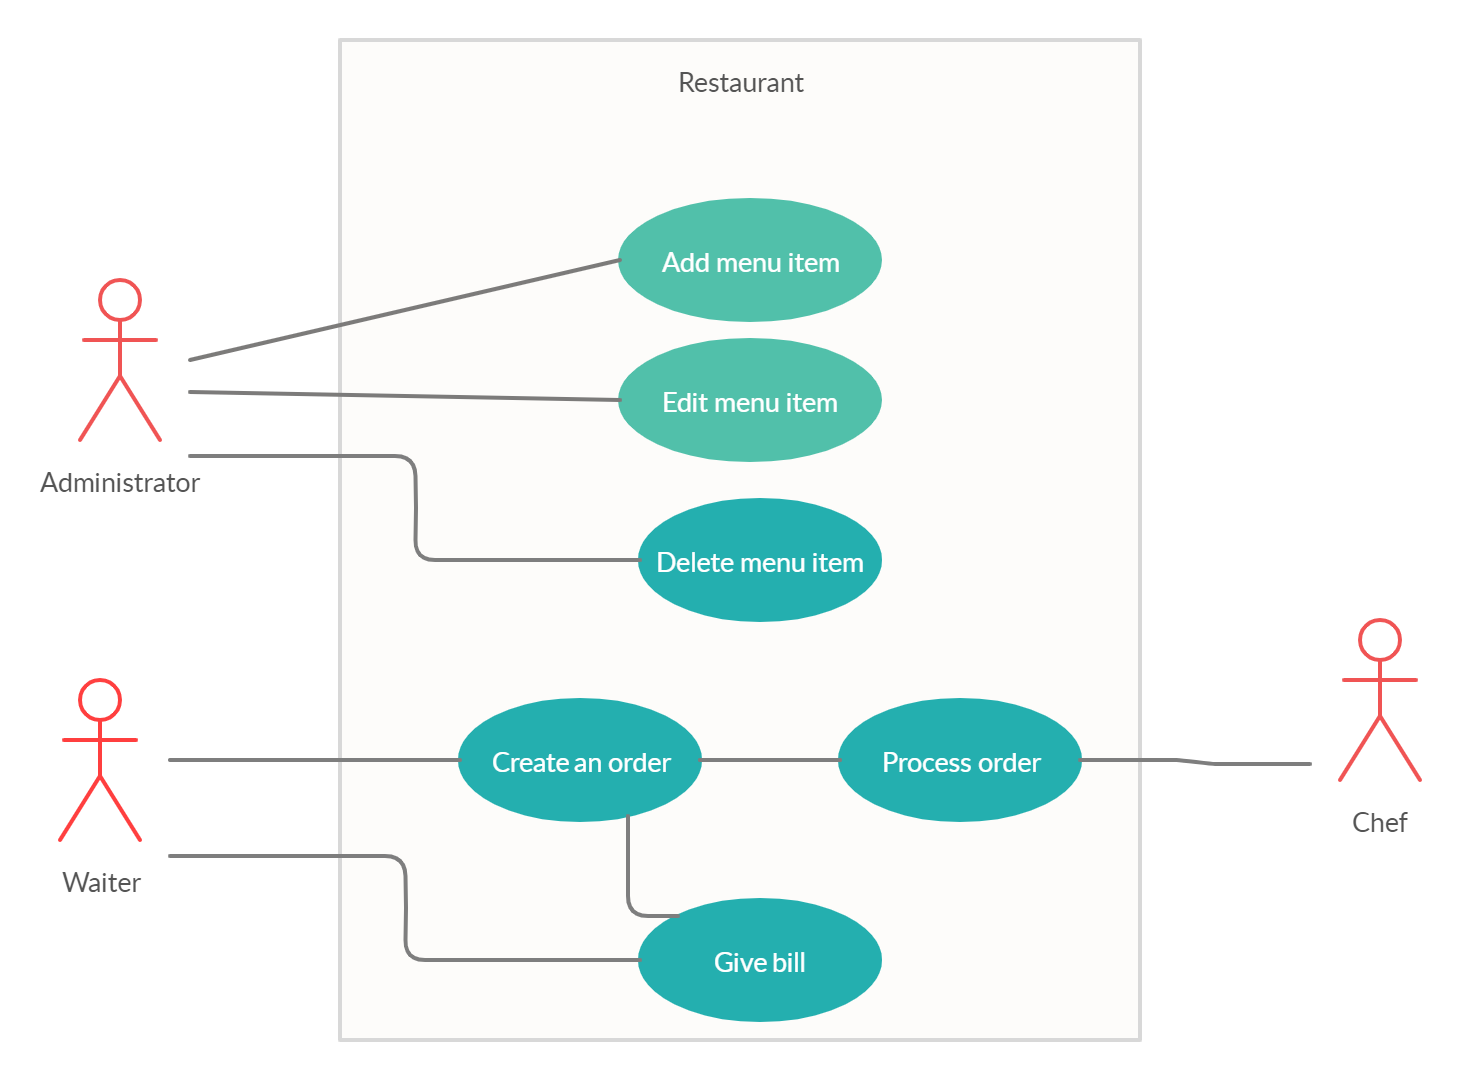 Restaurant
Add menu item
Edit menu item
Administrator
Delete menu item
Create an order
Process order
Chef
Waiter
Give bill